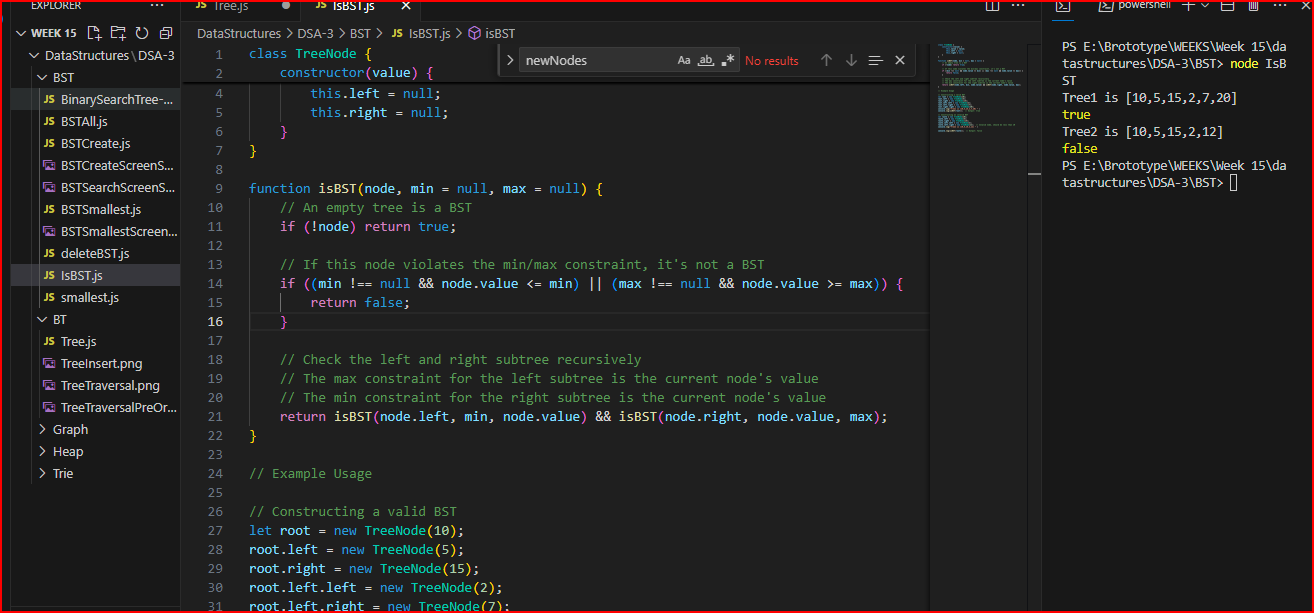 EXPLORER
WEEK 15
DataStructures \ DSA-3
BST
JS BinarySearchTree-...
JS BSTAll.js
JS BSTCreate.js
BSTCreateScreenS...
BSTSearchScreenS...
JS BSTSmallest.js
BSTSmallestScreen...
JS deleteBST.js
JS IsBST.js
JS smallest.js
BT
JS Tree.js
TreeInsert.png
TreeTraversal.png
TreeTraversalPreOr...
Graph
Heap
Trie
JS Tree.js
JS IsBST.js
DataStructures > DSA-3 > BST > JS IsBST.js > isBST
newNodes
Aa ab .*
No results
1 class TreeNode {
2 constructor(value) {
4 this.left = null;
5 this.right = null;
6 }
7 }
8
9 function isBST(node, min = null, max = null) {
10 // An empty tree is a BST
11 if (!node) return true;
12
13 // If this node violates the min/max constraint, it's not a BST
14 if ((min !== null && node.value <= min) || (max !== null && node.value >= max)) {
15 return false;
16 }
17
18 // Check the left and right subtree recursively
19 // The max constraint for the left subtree is the current node's value
20 // The min constraint for the right subtree is the current node's value
21 return isBST(node.left, min, node.value) && isBST(node.right, node.value, max);
22 }
23
24 // Example Usage
25
26 // Constructing a valid BST
27 let root = new TreeNode(10);
28 root.left = new TreeNode(5);
29 root.right = new TreeNode(15);
30 root.left.left = new TreeNode(2);
31 root.left.right = new TreeNode(7);
powershell
PS E:\Brototype\WEEKS\Week 15\da
tastructures\DSA-3\BST> node IsB
ST
Tree1 is [10,5,15,2,7,20]
true
Tree2 is [10,5,15,2,12]
false
PS E:\Brototype\WEEKS\Week 15\da
tastructures\DSA-3\BST>